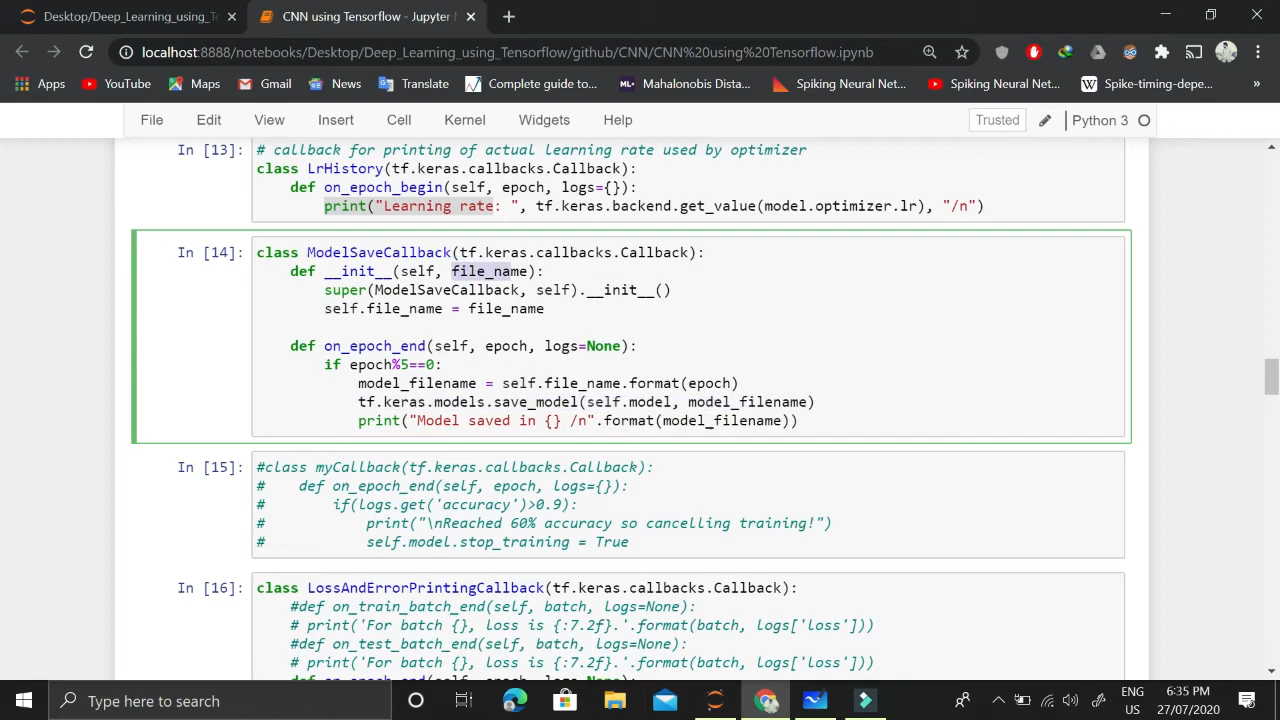 Desktop/Deep_Learning_using_T
CNN using Tensorflow - Jupyter N
localhost:8888/notebooks/Desktop/Deep_Learning_using_Tensorflow/github/CNN/CNN%20using%20Tensorflow.ipynb
Apps YouTube Maps Gmail News Translate Complete guide to... ML+ Mahalonobis Dista... Spiking Neural Net... Spiking Neural Net... W Spike-timing-depe... »
File Edit View Insert Cell Kernel Widgets Help Trusted Python 3
In [13]: # callback for printing of actual learning rate used by optimizer
class LrHistory(tf.keras.callbacks.Callback):
def on_epoch_begin(self, epoch, logs={}):
print("Learning rate: ", tf.keras.backend.get_value(model.optimizer.lr), "/n")
In [14]: class ModelSaveCallback(tf.keras.callbacks.Callback):
def __init__(self, file_name):
super(ModelSaveCallback, self).__init__()
self.file_name = file_name
def on_epoch_end(self, epoch, logs=None):
if epoch%5==0:
model_filename = self.file_name.format(epoch)
tf.keras.models.save_model(self.model, model_filename)
print("Model saved in {} /n".format(model_filename))
In [15]: #class myCallback(tf.keras.callbacks.Callback):
# def on_epoch_end(self, epoch, logs={}):
# if(logs.get('accuracy')>0.9):
# print("\nReached 60% accuracy so cancelling training!")
# self.model.stop_training = True
In [16]: class LossAndErrorPrintingCallback(tf.keras.callbacks.Callback):
#def on_train_batch_end(self, batch, logs=None):
# print('For batch {}, loss is {:7.2f}.'.format(batch, logs['loss']))
#def on_test_batch_end(self, batch, logs=None):
# print('For batch {}, loss is {:7.2f}.'.format(batch, logs['loss']))
def on_epoch_end(self, epoch, logs=None):
Type here to search
ENG
US
6:35 PM
27/07/2020